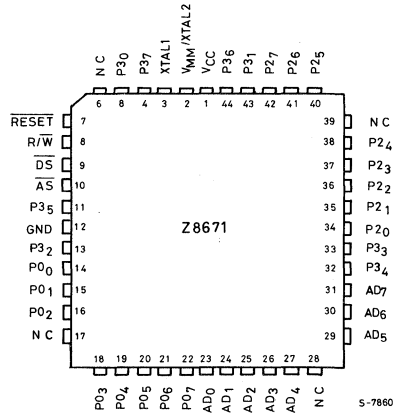 NC P30 P37 XTAL1 VMM/XTAL2 VCC P36 P31 P27 P26 P25
6 8 4 3 2 1 44 43 42 41 40
RESET 7 39 NC
R/W 8 38 P24
DS 9 37 P23
AS 10 36 P22
P35 11 35 P21
GND 12 34 P20
Z8671
P32 13 33 P33
P00 14 32 P34
P01 15 31 AD7
P02 16 30 AD6
NC 17 29 AD5
18 19 20 21 22 23 24 25 26 27 28
P03 P04 P05 P06 P07 AD0 AD1 AD2 AD3 AD4 NC
S-7860